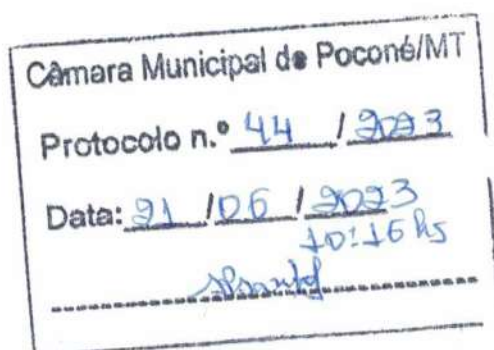 Câmara Municipal de Poconé/MT
Protocolo n.º 44 / 2023
Data: 21 / 06 / 2023
10:16 hs